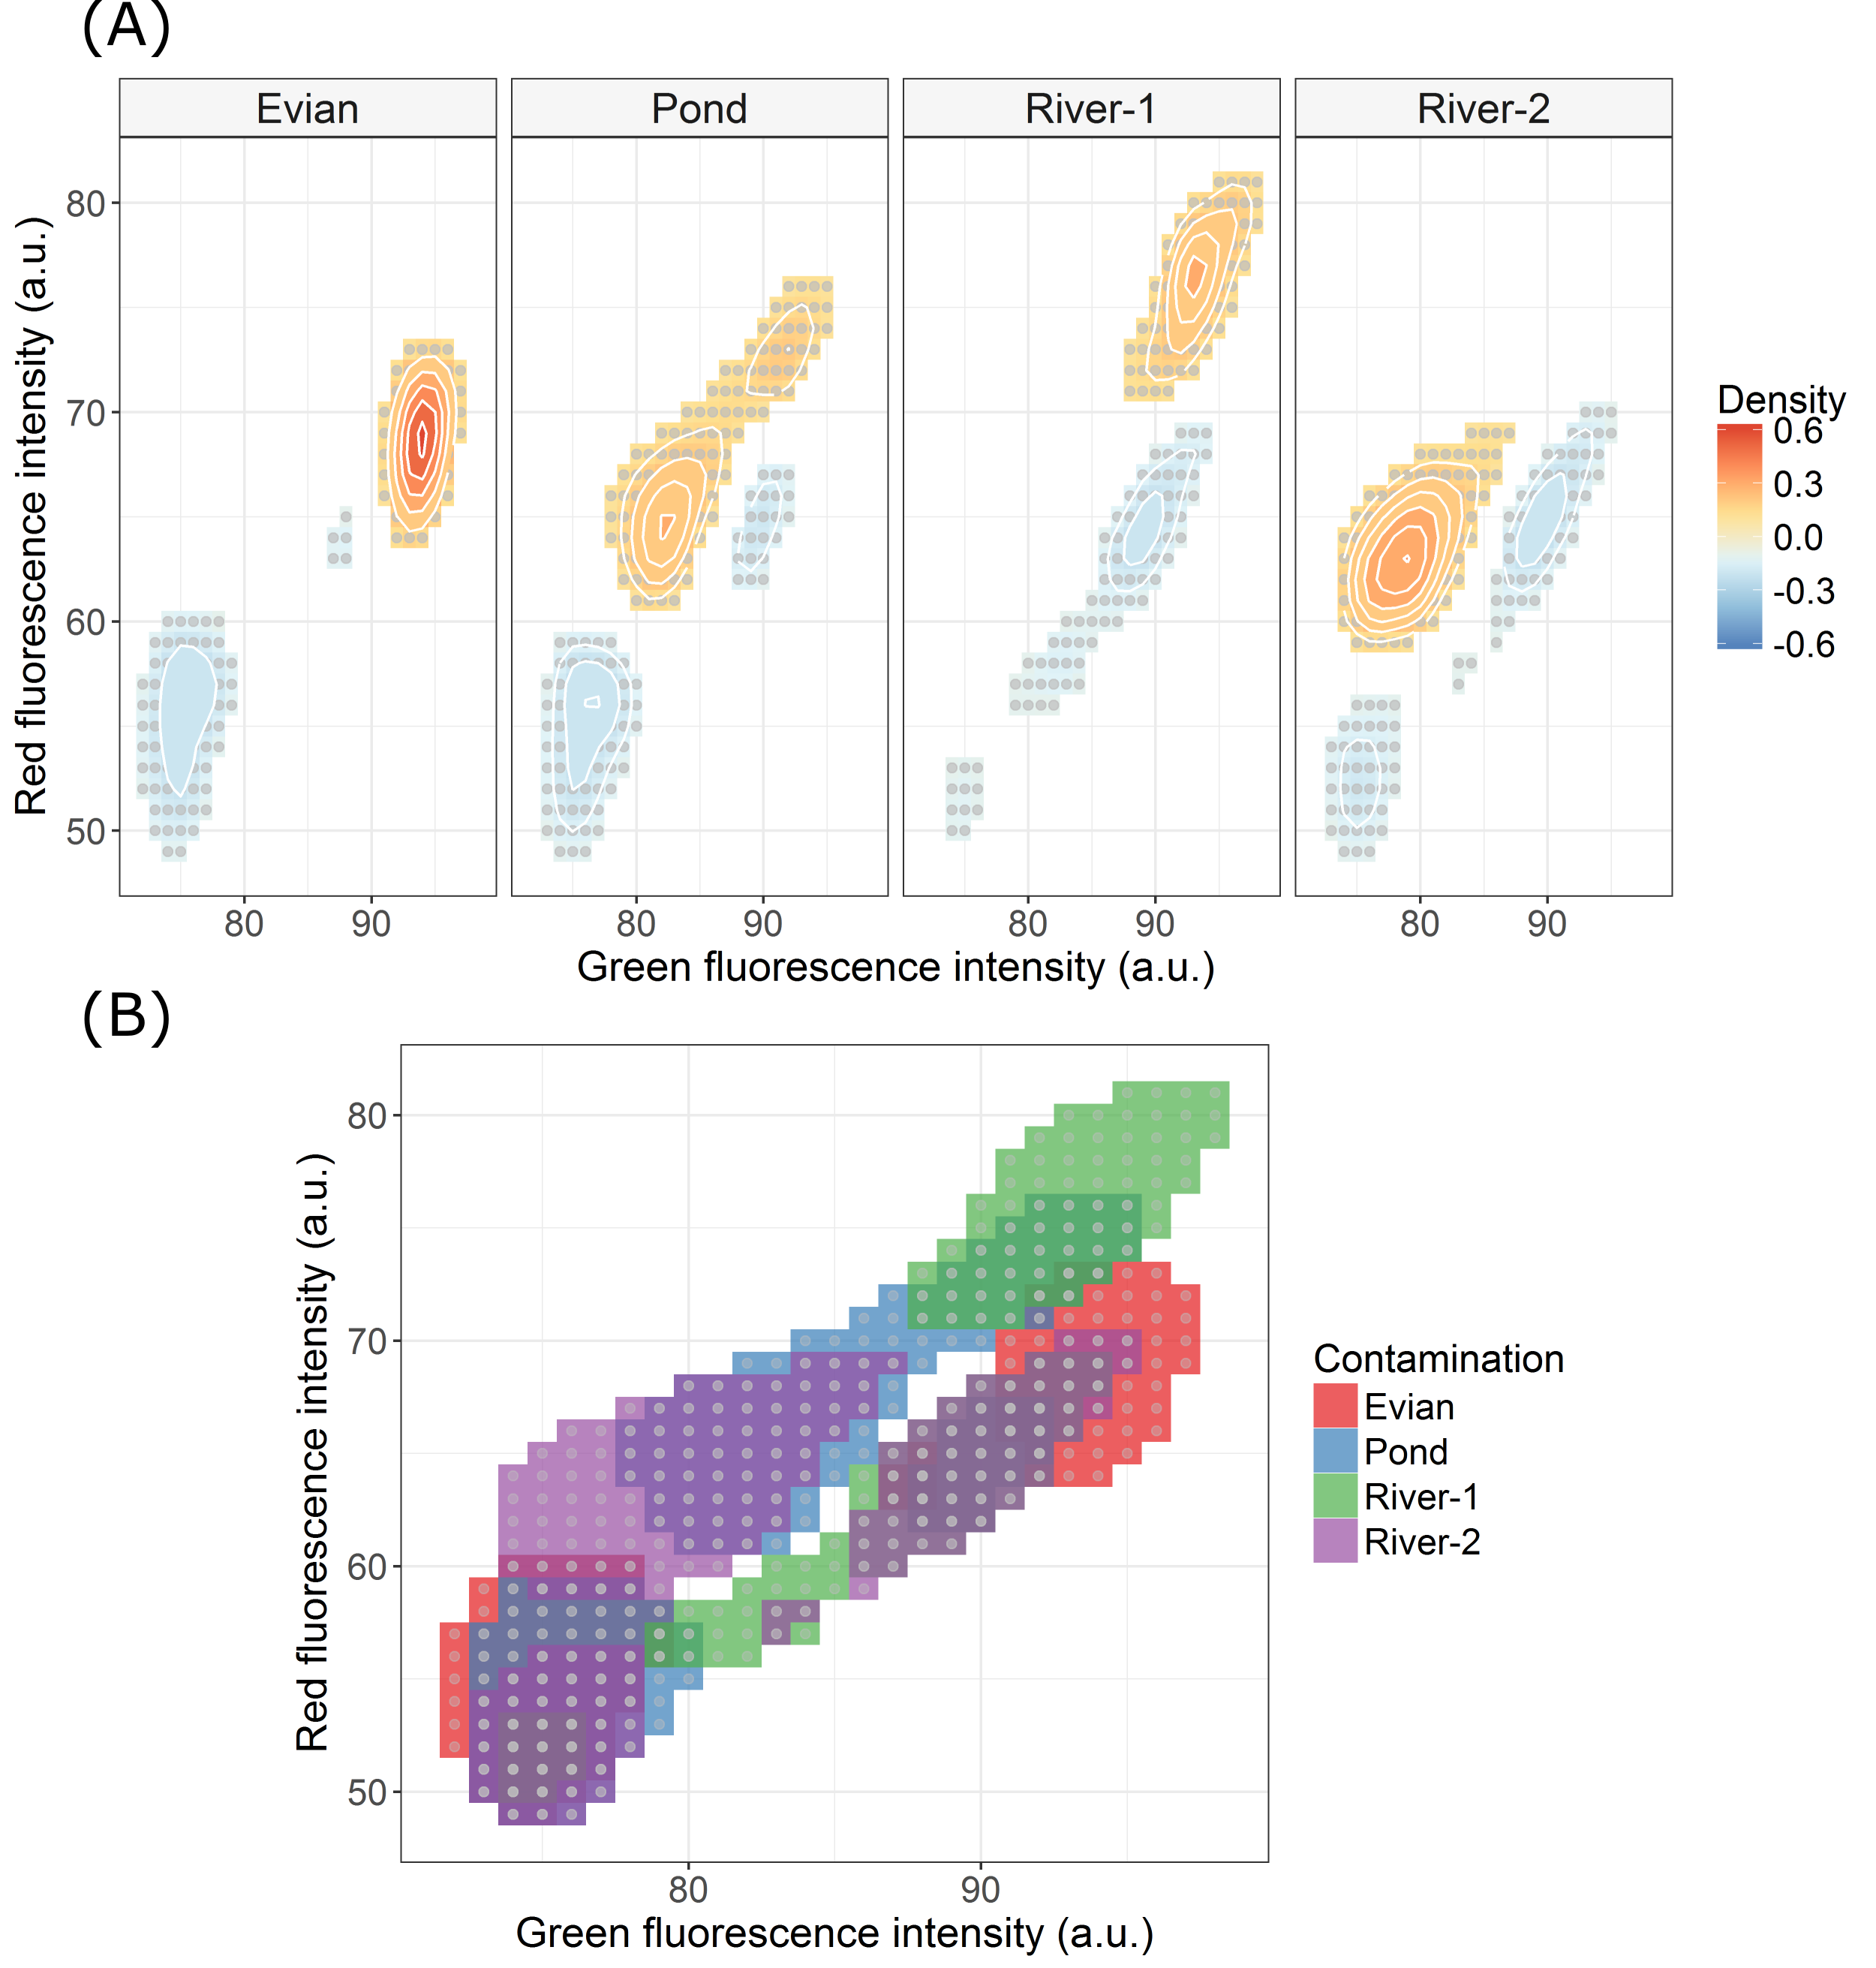 (A)
Evian Pond River-1 River-2
Red fluorescence intensity (a.u.)
80
70
60
50
80 90 80 90 80 90 80 90
Green fluorescence intensity (a.u.)
Density
0.6
0.3
0.0
-0.3
-0.6
(B)
Red fluorescence intensity (a.u.)
80
70
60
50
80 90
Green fluorescence intensity (a.u.)
Contamination
Evian
Pond
River-1
River-2